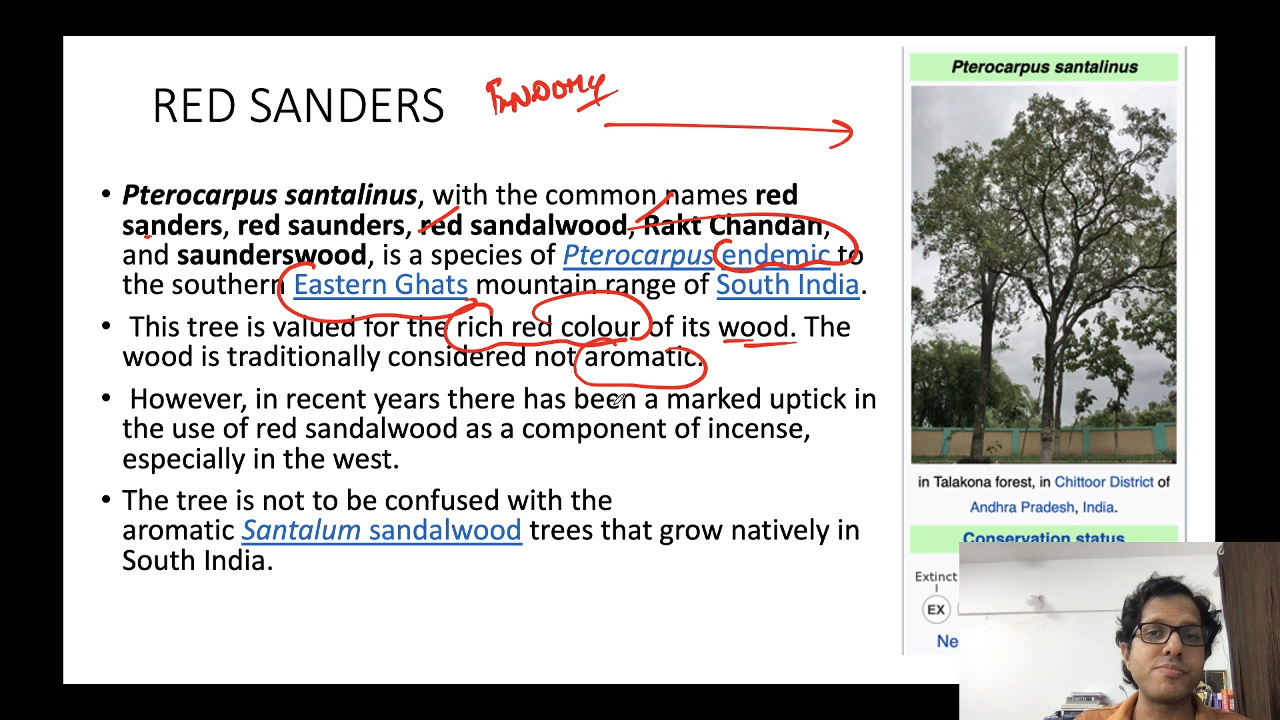 RED SANDERS
ENDOMY
• Pterocarpus santalinus, with the common names red
sanders, red saunders, red sandalwood, Rakt Chandan,
and saunderswood, is a species of Pterocarpus endemic to
the southern Eastern Ghats mountain range of South India.
• This tree is valued for the rich red colour of its wood. The
wood is traditionally considered not aromatic.
• However, in recent years there has been a marked uptick in
the use of red sandalwood as a component of incense,
especially in the west.
• The tree is not to be confused with the
aromatic Santalum sandalwood trees that grow natively in
South India.
Pterocarpus santalinus
in Talakona forest, in Chittoor District of
Andhra Pradesh, India.
Conservation status
Extinct
EX
Ne